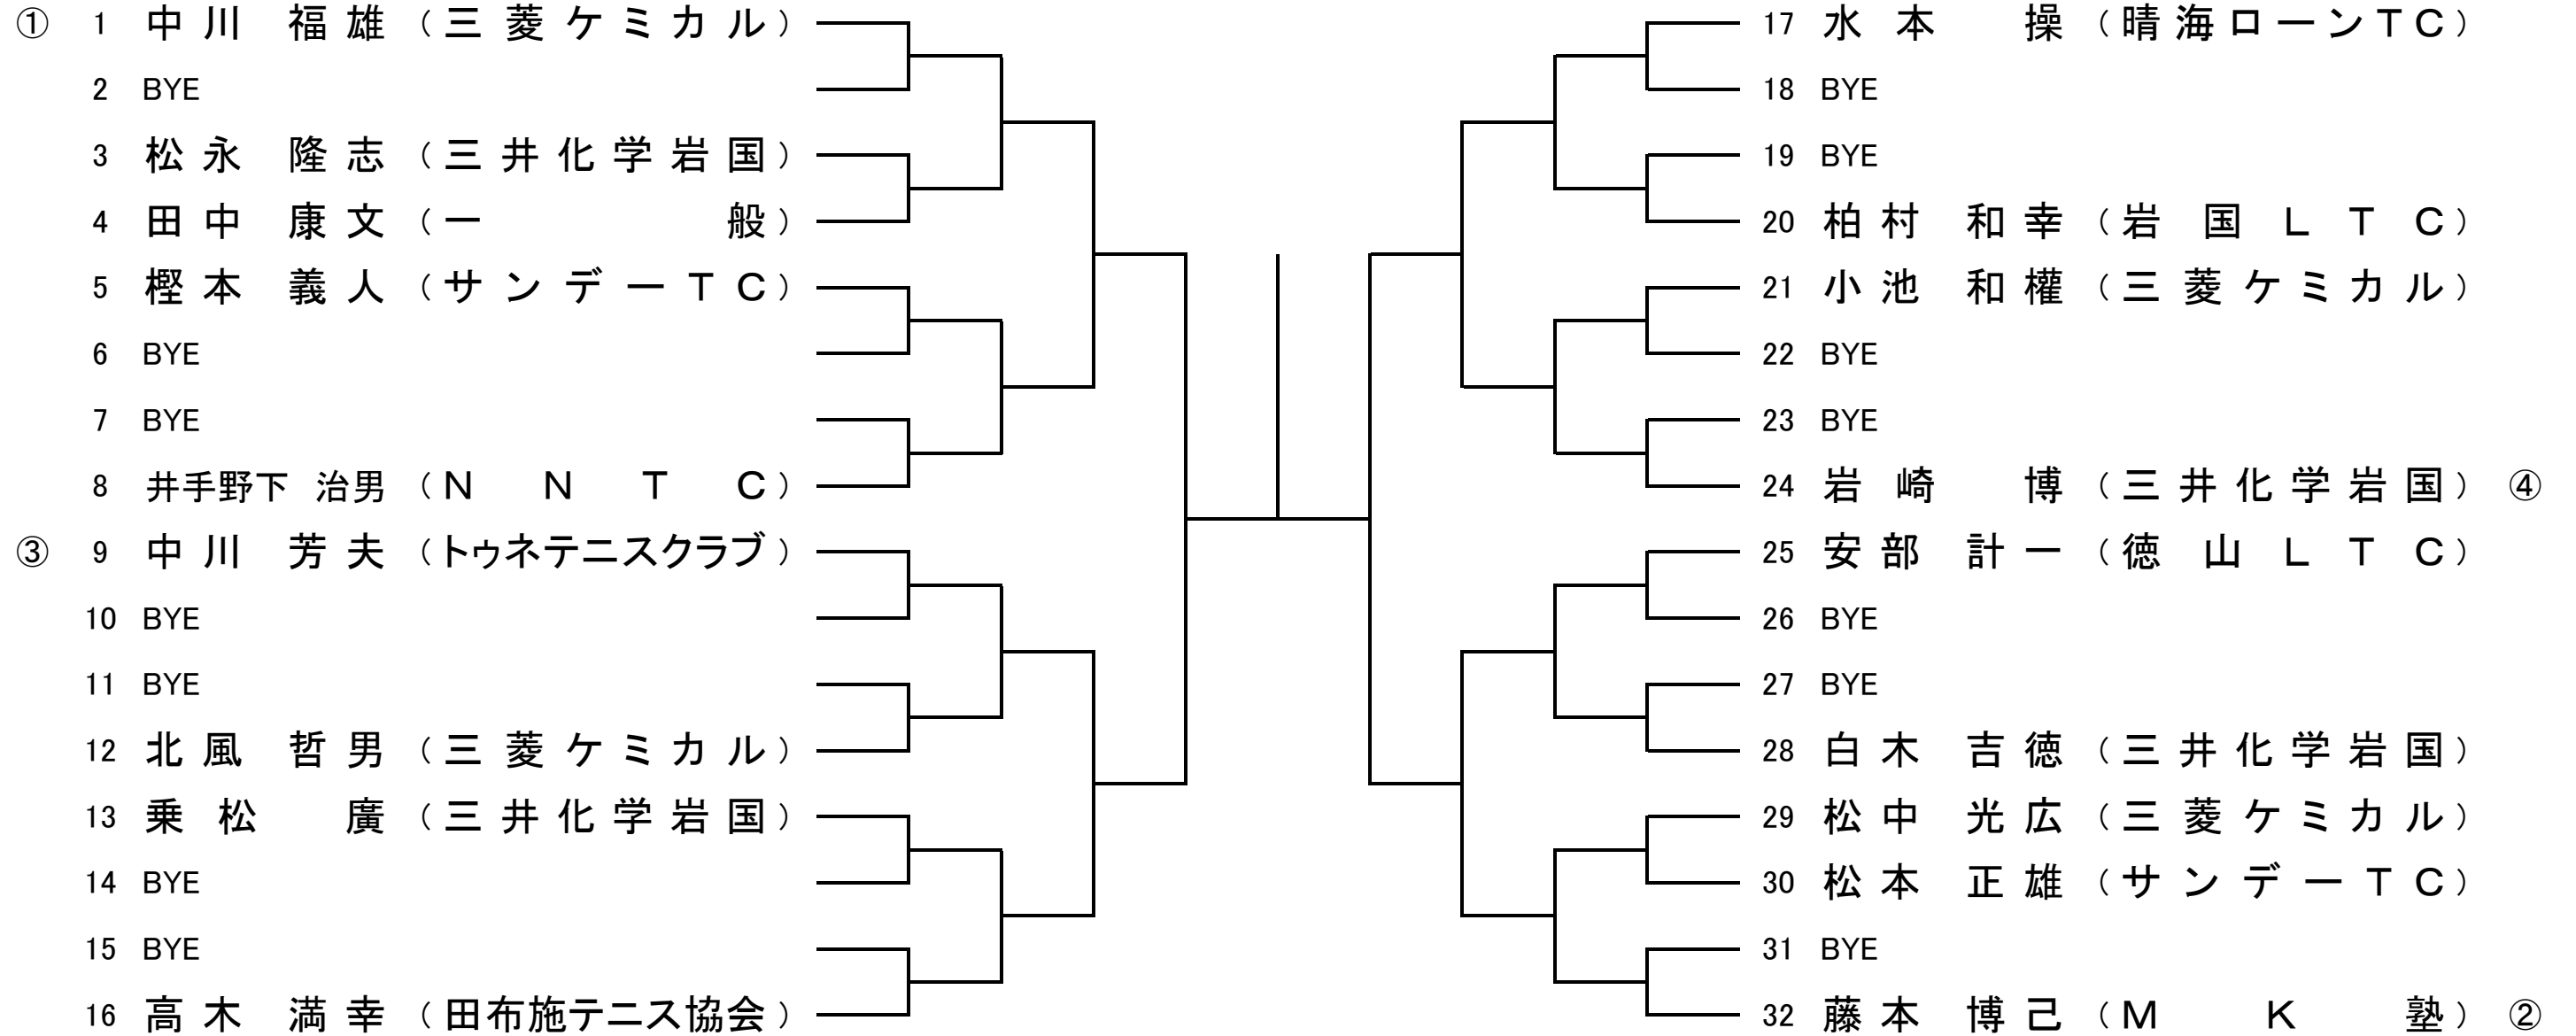 ① 1 中川 福雄 (三菱ケミカル)
2 BYE
3 松永 隆志 (三井化学岩国)
4 田中 康文 (一般)
5 樫本 義人 (サンデーTC)
6 BYE
7 BYE
8 井手野下 治男 (NNTC)
③ 9 中川 芳夫 (トゥネテニスクラブ)
10 BYE
11 BYE
12 北風 哲男 (三菱ケミカル)
13 乗松 廣 (三井化学岩国)
14 BYE
15 BYE
16 高木 満幸 (田布施テニス協会)
17 水本 操 (晴海ローンTC)
18 BYE
19 BYE
20 柏村 和幸 (岩国LTC)
21 小池 和權 (三菱ケミカル)
22 BYE
23 BYE
24 岩崎 博 (三井化学岩国) ④
25 安部 計一 (徳山LTC)
26 BYE
27 BYE
28 白木 吉徳 (三井化学岩国)
29 松中 光広 (三菱ケミカル)
30 松本 正雄 (サンデーTC)
31 BYE
32 藤本 博己 (MK塾) ②